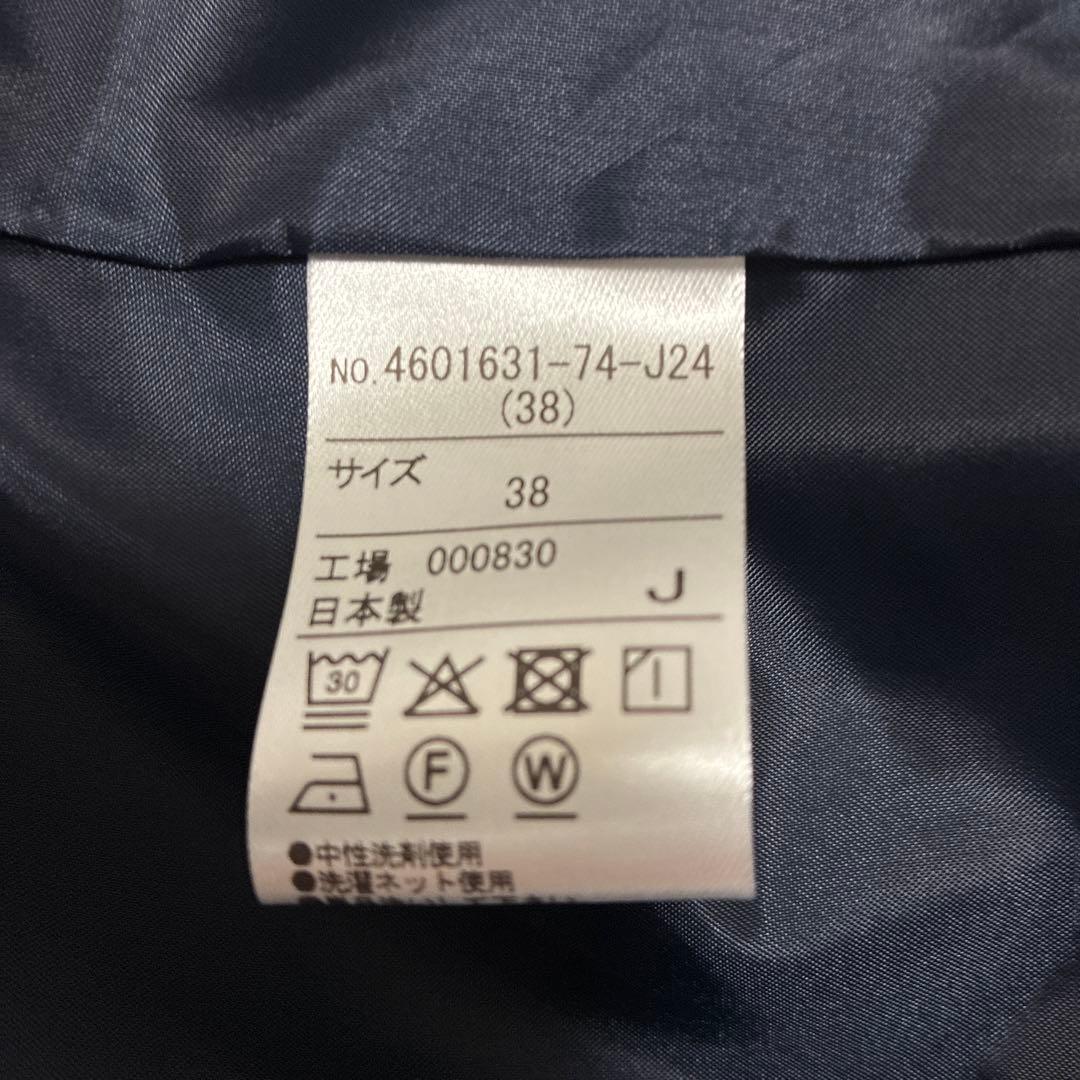 NO. 4601631-74-J24
(38)
サイズ
38
工場 000830
日本製 J
30
F W
●中性洗剤使用
●洗濯ネット使用